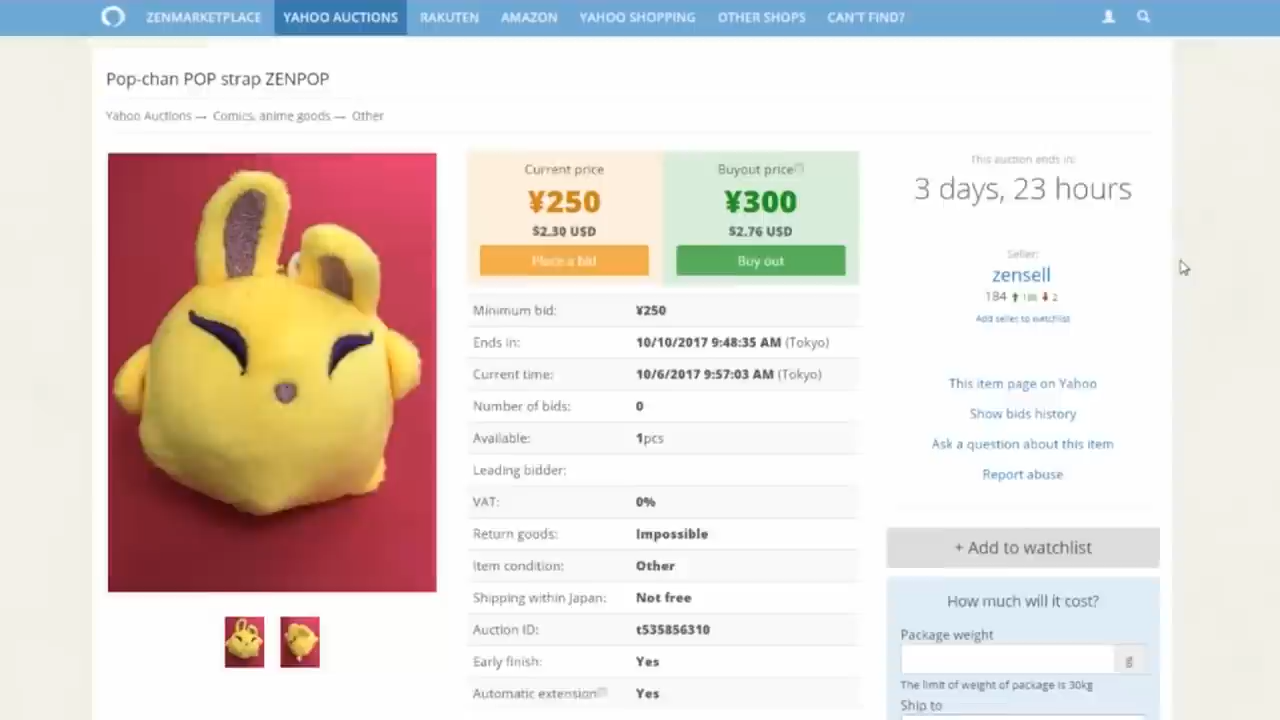 ZENMARKETPLACE YAHOO AUCTIONS RAKUTEN AMAZON YAHOO SHOPPING OTHER SHOPS CAN'T FIND?
Pop-chan POP strap ZENPOP
Yahoo Auctions — Comics, anime goods — Other
Current price
¥250
$2.30 USD
Place a bid
Buyout price
¥300
$2.76 USD
Buy out
Minimum bid: ¥250
Ends in: 10/10/2017 9:48:35 AM (Tokyo)
Current time: 10/6/2017 9:57:03 AM (Tokyo)
Number of bids: 0
Available: 1pcs
Leading bidder:
VAT: 0%
Return goods: Impossible
Item condition: Other
Shipping within Japan: Not free
Auction ID: t535856310
Early finish: Yes
Automatic extension Yes
This auction ends in:
3 days, 23 hours
Seller:
zensell
184 2
Add seller to watchlist
This item page on Yahoo
Show bids history
Ask a question about this item
Report abuse
+ Add to watchlist
How much will it cost?
Package weight
g
The limit of weight of package is 30kg
Ship to